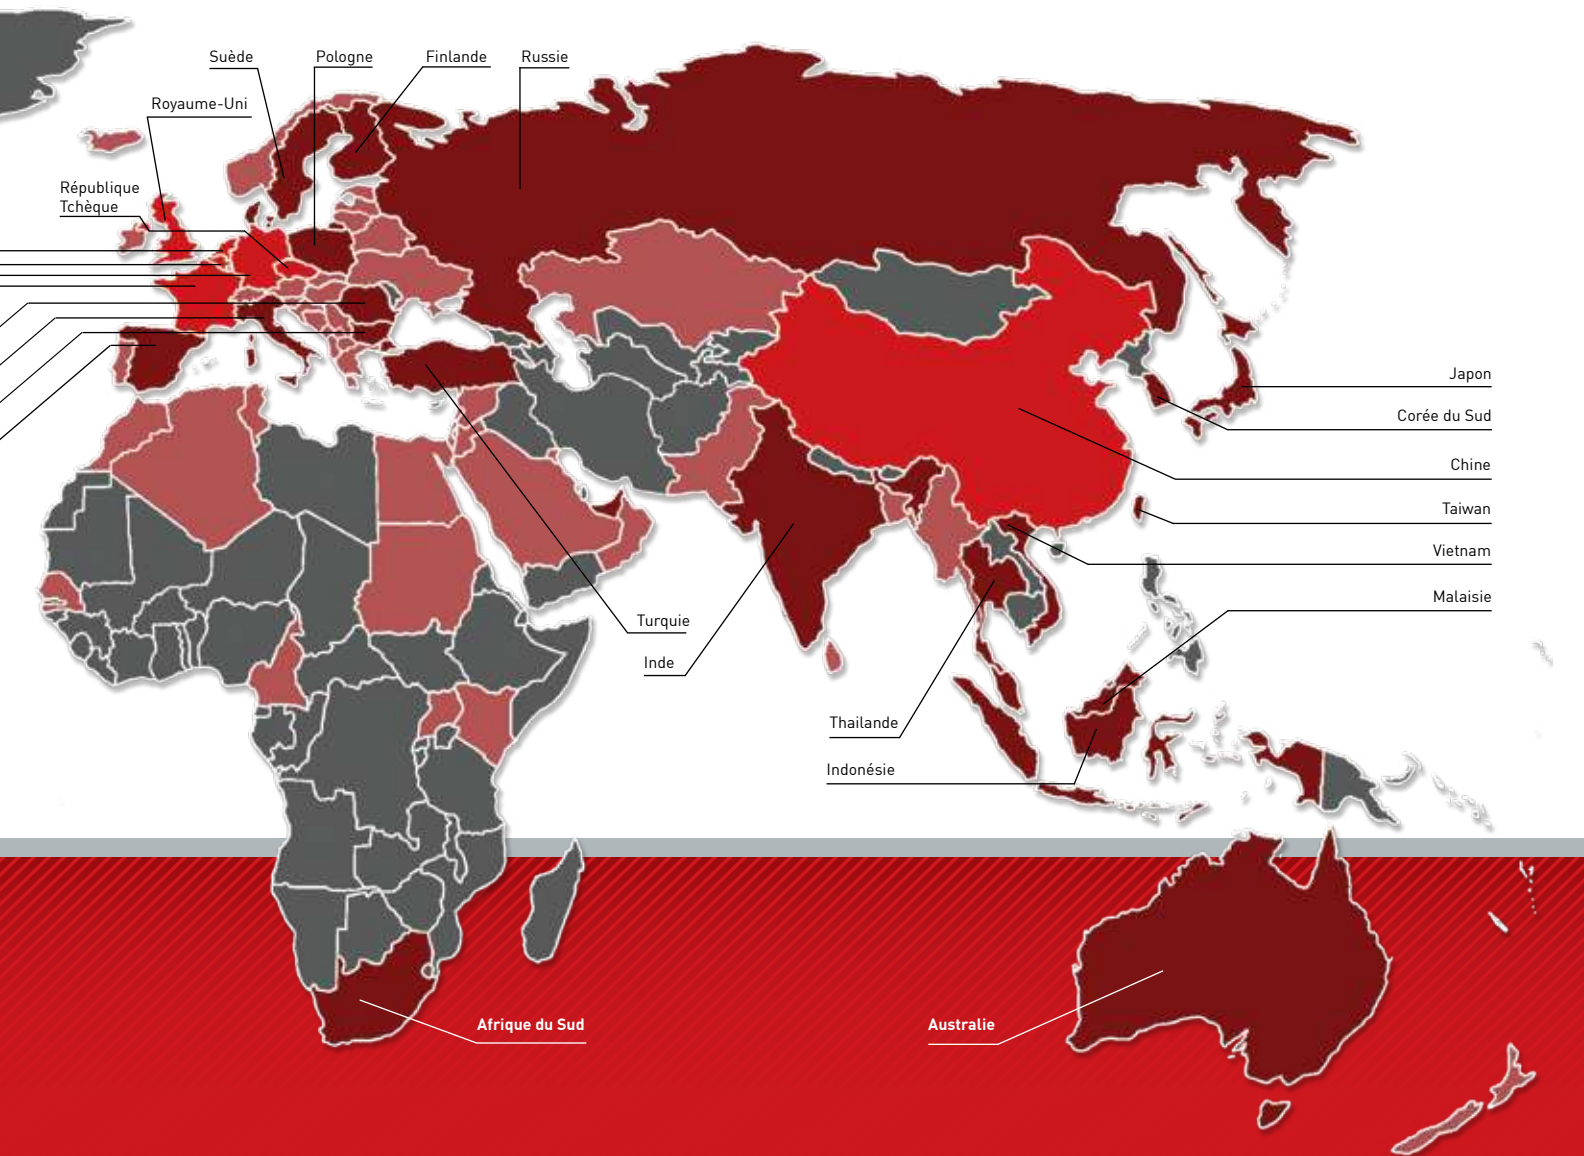 Suède
Pologne
Finlande
Russie
Royaume-Uni
République
Tchèque
Japon
Corée du Sud
Chine
Taiwan
Vietnam
Malaisie
Turquie
Inde
Thailande
Indonésie
Afrique du Sud
Australie